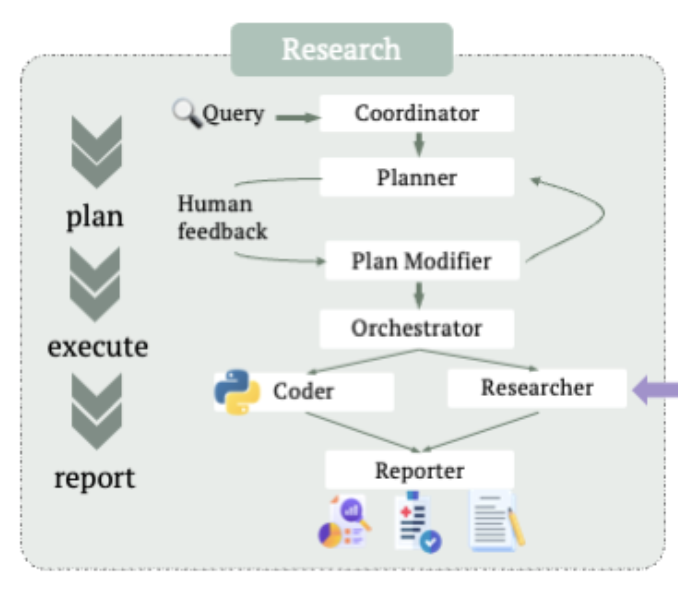 Research
Query
Coordinator
Planner
Human
feedback
plan
Plan Modifier
Orchestrator
execute
Coder
Researcher
Reporter
report